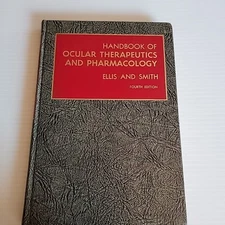 HANDBOOK OF
OCULAR THERAPEUTICS
AND PHARMACOLOGY
ELLIS AND SMITH
FOURTH EDITION